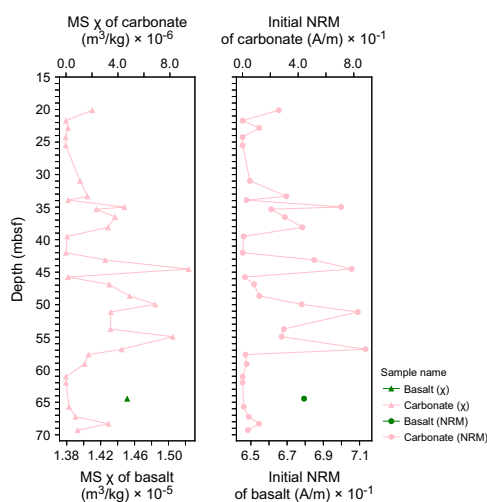 MS χ of carbonate
(m³/kg) × 10⁻⁶
Initial NRM
of carbonate (A/m) × 10⁻¹
0.0 4.0 8.0
0.0 4.0 8.0
15
20
25
30
35
40
45
50
55
60
65
70
Depth (mbsf)
1.38 1.42 1.46 1.50
6.5 6.7 6.9 7.1
MS χ of basalt
(m³/kg) × 10⁻⁵
Initial NRM
of basalt (A/m) × 10⁻¹
Sample name
Basalt (χ)
Carbonate (χ)
Basalt (NRM)
Carbonate (NRM)